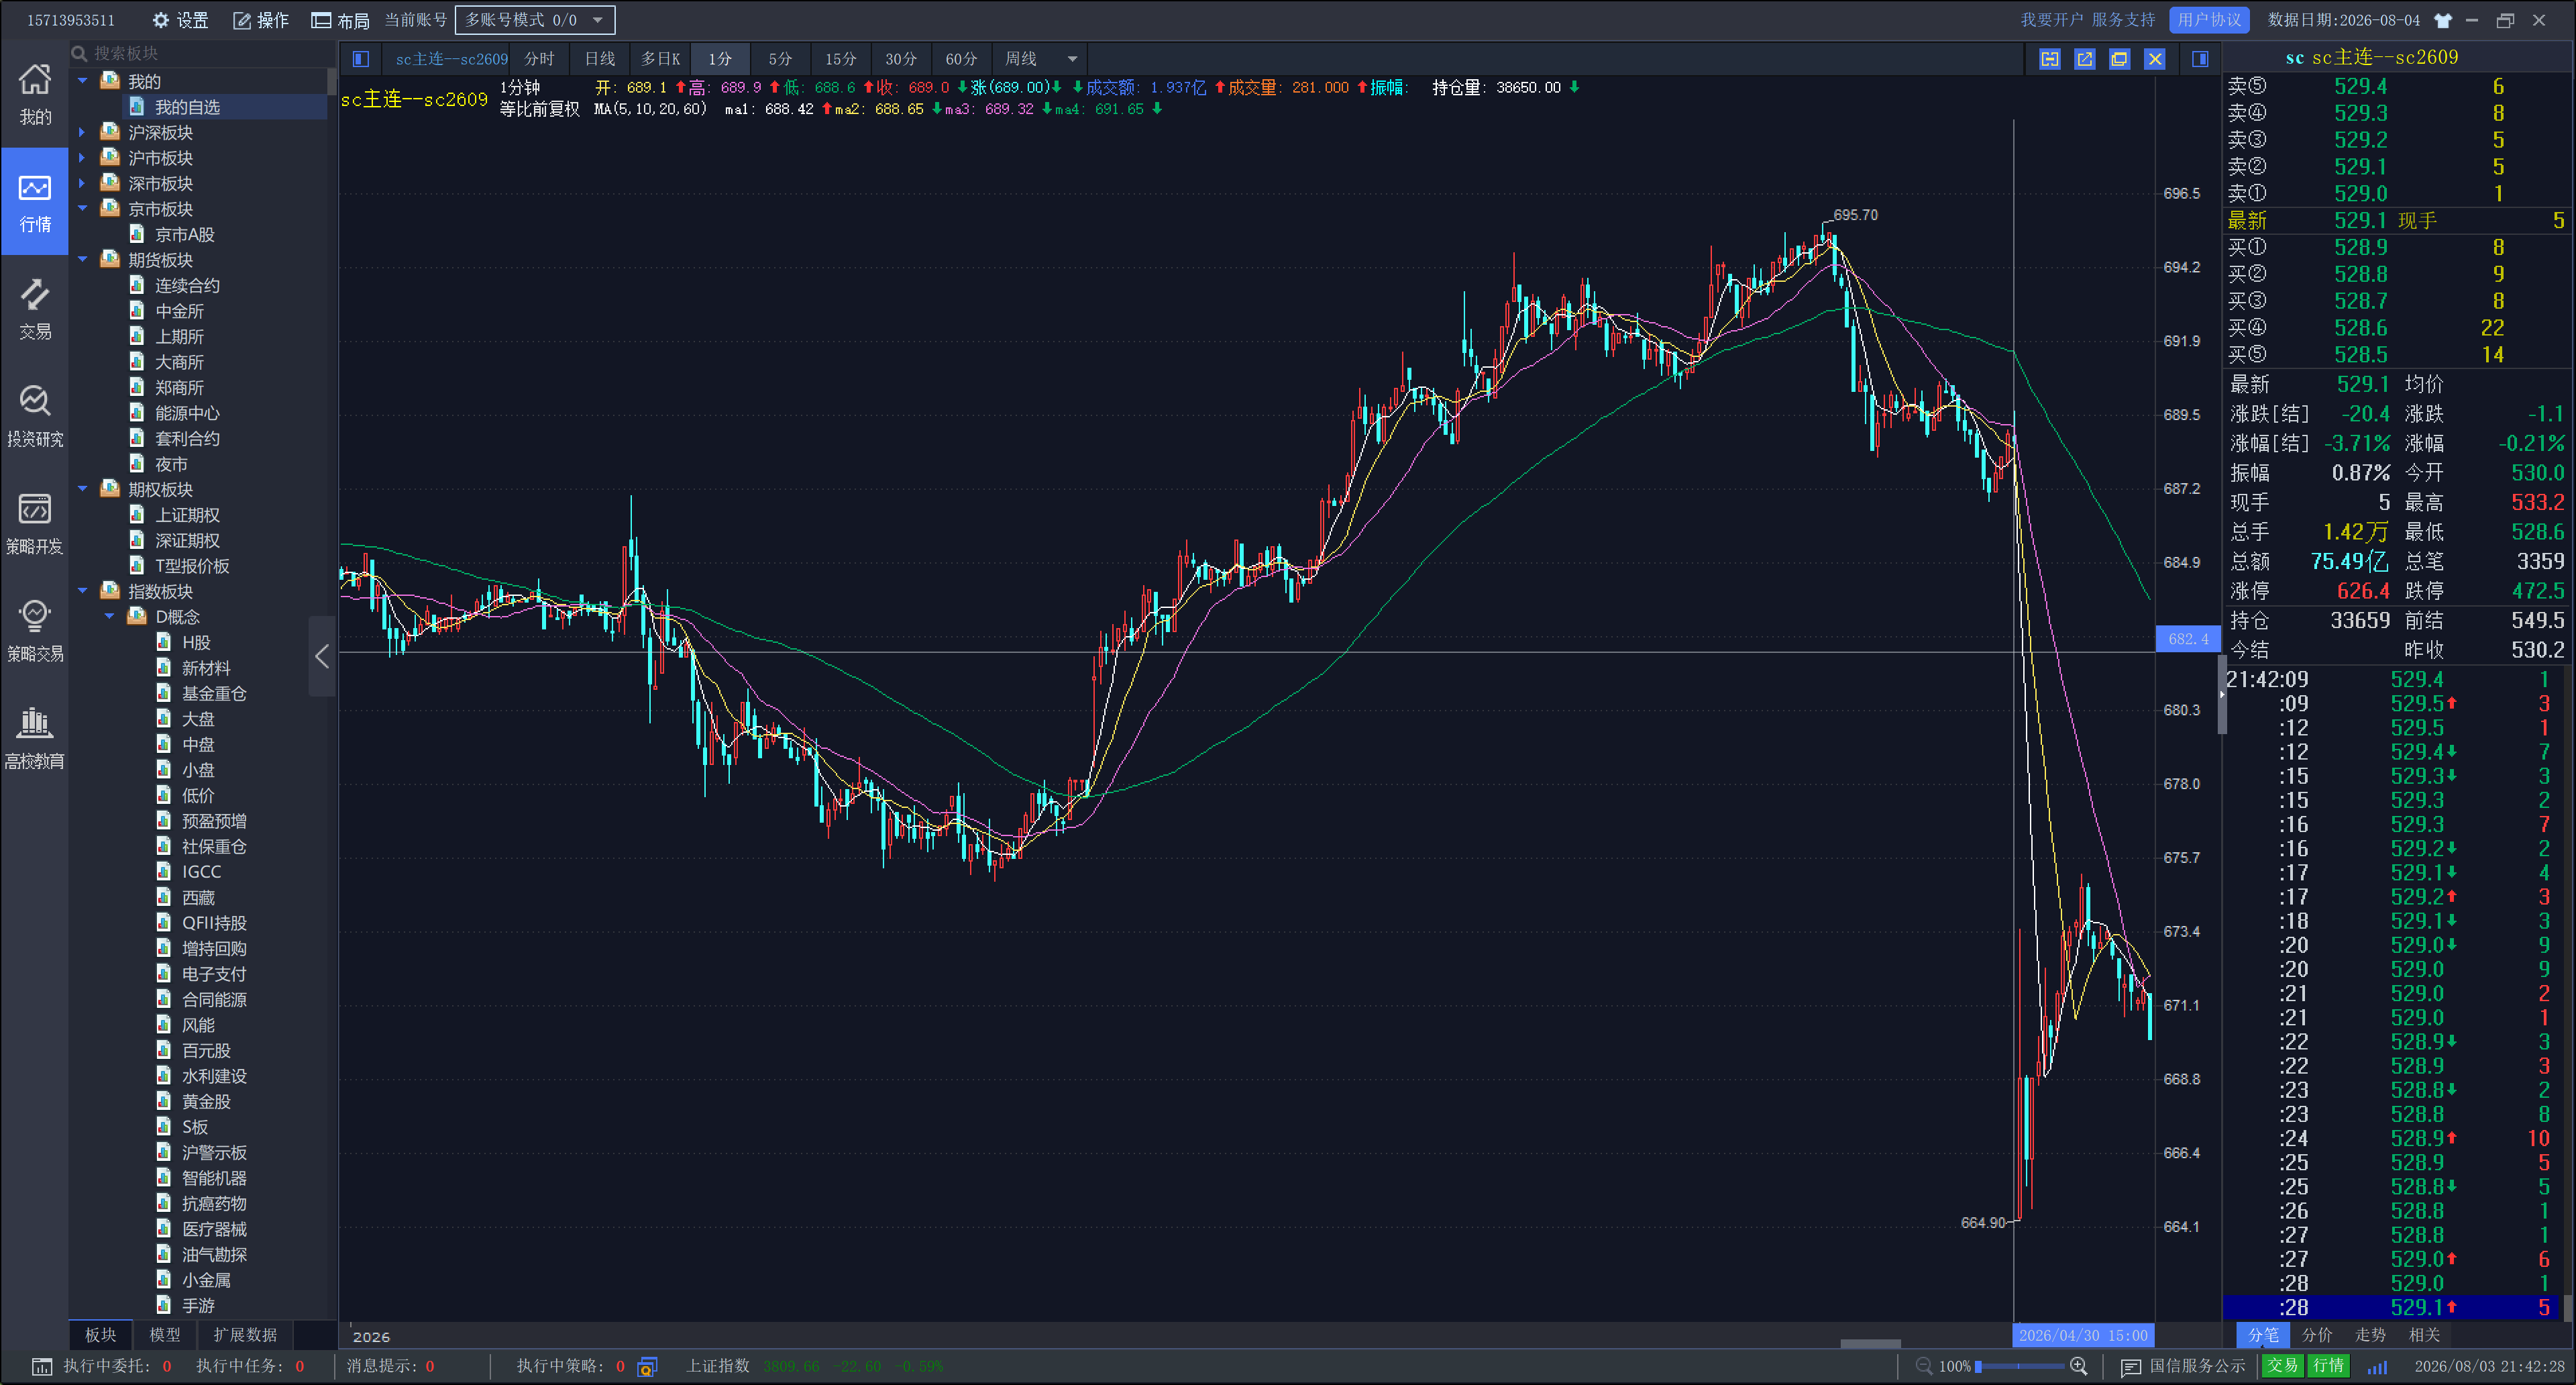 15713953511 设置 操作 布局 当前账号 多账号模式 0/0 我要开户 服务支持 用户协议 数据日期:2026-08-04
我的
行情
交易
投资研究
策略开发
策略交易
高校教育
搜索板块
我的
我的自选
沪深板块
沪市板块
深市板块
京市板块
京市A股
期货板块
连续合约
中金所
上期所
大商所
郑商所
能源中心
套利合约
夜市
期权板块
上证期权
深证期权
T型报价板
指数板块
D概念
H股
新材料
基金重仓
大盘
中盘
小盘
低价
预盈预增
社保重仓
IGCC
西藏
QFII持股
增持回购
电子支付
合同能源
风能
百元股
水利建设
黄金股
S板
沪警示板
智能机器
抗癌药物
医疗器械
油气勘探
小金属
手游
板块 模型 扩展数据
sc主连--sc2609 分时 日线 多日K 1分 5分 15分 30分 60分 周线
sc主连--sc2609
1分钟 开: 689.1 ↑高: 689.9 ↑低: 688.6 ↑收: 689.0 ↓涨(689.00)↓ ↓成交额: 1.937亿 ↑成交量: 281.000 ↑振幅: 持仓量: 38650.00 ↓
等比前复权 MA(5,10,20,60) ma1: 688.42 ↑ma2: 688.65 ↓ma3: 689.32 ↓ma4: 691.65 ↓
695.70
664.90
696.5
694.2
691.9
689.5
687.2
684.9
682.4
680.3
678.0
675.7
673.4
671.1
668.8
666.4
664.1
2026
2026/04/30 15:00
sc sc主连--sc2609
卖⑤ 529.4 6
卖④ 529.3 8
卖③ 529.2 5
卖② 529.1 5
卖① 529.0 1
最新 529.1 现手 5
买① 528.9 8
买② 528.8 9
买③ 528.7 8
买④ 528.6 22
买⑤ 528.5 14
最新 529.1 均价
涨跌[结] -20.4 涨跌 -1.1
涨幅[结] -3.71% 涨幅 -0.21%
振幅 0.87% 今开 530.0
现手 5 最高 533.2
总手 1.42万 最低 528.6
总额 75.49亿 总笔 3359
涨停 626.4 跌停 472.5
持仓 33659 前结 549.5
今结 昨收 530.2
21:42:09 529.4 1
:09 529.5↑ 3
:12 529.5 1
:12 529.4↓ 7
:15 529.3↓ 3
:15 529.3 2
:16 529.3 7
:16 529.2↓ 2
:17 529.1↓ 4
:17 529.2↑ 3
:18 529.1↓ 3
:20 529.0↓ 9
:20 529.0 9
:21 529.0 2
:21 529.0 1
:22 528.9↓ 3
:22 528.9 3
:23 528.8↓ 2
:23 528.8 8
:24 528.9↑ 10
:25 528.9 5
:25 528.8↓ 5
:26 528.8 1
:27 528.8 1
:27 529.0↑ 6
:28 529.0 1
:28 529.1↑ 5
分笔 分价 走势 相关
执行中委托: 0 执行中任务: 0 消息提示: 0 执行中策略: 0 上证指数 3809.66 -22.60 -0.59% 100% 国信服务公示 交易 行情 2026/08/03 21:42:28